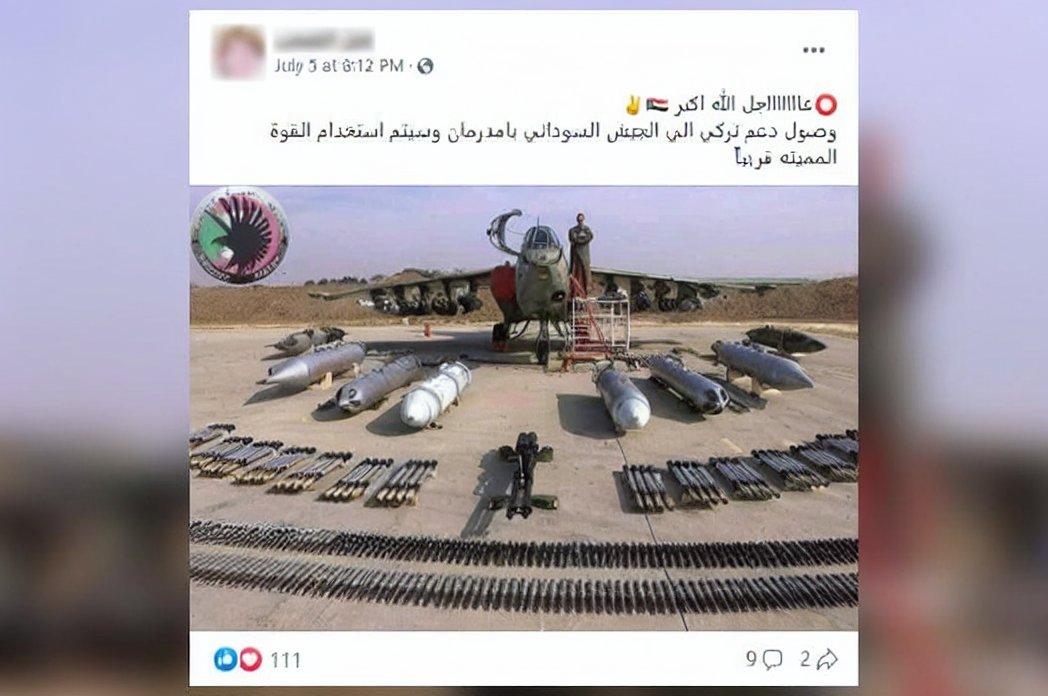 July 5 at 6:12 PM ·
عااااااجل الله اكبر
وصول دعم تركي الي الجيش السوداني بامدرمان وسيتم استخدام القوة
المميته قريباً
111
9 2